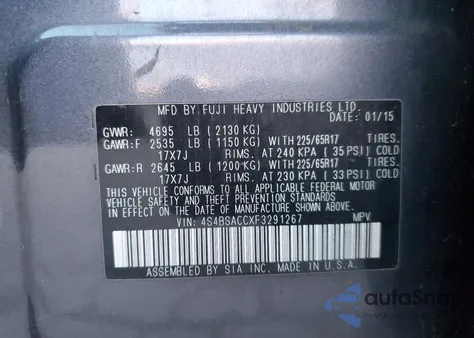 MFD BY FUJI HEAVY INDUSTRIES LTD.
DATE: 01/15
GVWR: 4695 LB (2130 KG)
GAWR:F 2535 LB (1150 KG) WITH 225/65R17 TIRES,
17X7J RIMS, AT 240 KPA (35 PSI) COLD
GAWR:R 2645 LB (1200 KG) WITH 225/65R17 TIRES,
17X7J RIMS, AT 230 KPA (33 PSI) COLD
THIS VEHICLE CONFORMS TO ALL APPLICABLE FEDERAL MOTOR
VEHICLE SAFETY, BUMPER, AND THEFT PREVENTION STANDARDS
IN EFFECT ON THE DATE OF MANUFACTURE SHOWN ABOVE.
VIN: 4S4BSACCXF3291267 MPV
ASSEMBLED BY SIA INC. MADE IN U.S.A.
autoSnap